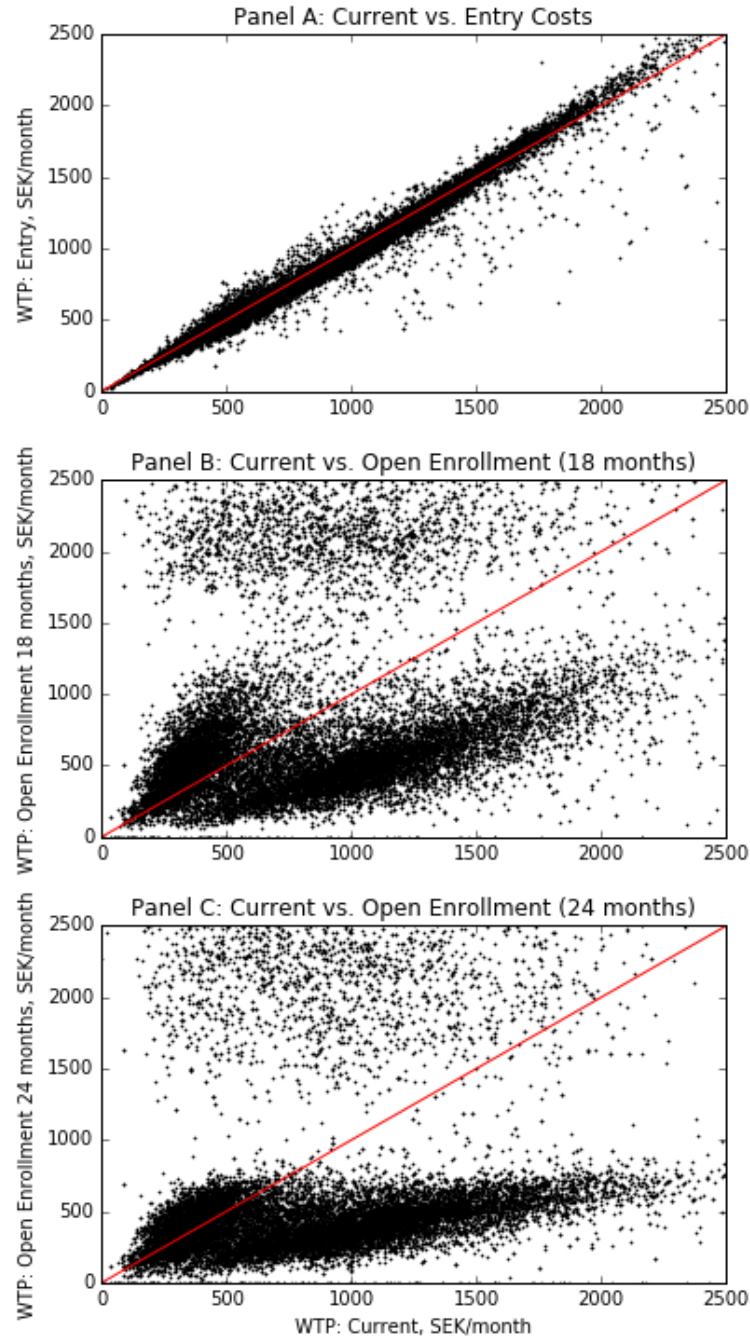 Panel A: Current vs. Entry Costs
WTP: Entry, SEK/month
2500
2000
1500
1000
500
0
0 500 1000 1500 2000 2500
Panel B: Current vs. Open Enrollment (18 months)
WTP: Open Enrollment 18 months, SEK/month
2500
2000
1500
1000
500
0
0 500 1000 1500 2000 2500
Panel C: Current vs. Open Enrollment (24 months)
WTP: Open Enrollment 24 months, SEK/month
2500
2000
1500
1000
500
0
0 500 1000 1500 2000 2500
WTP: Current, SEK/month